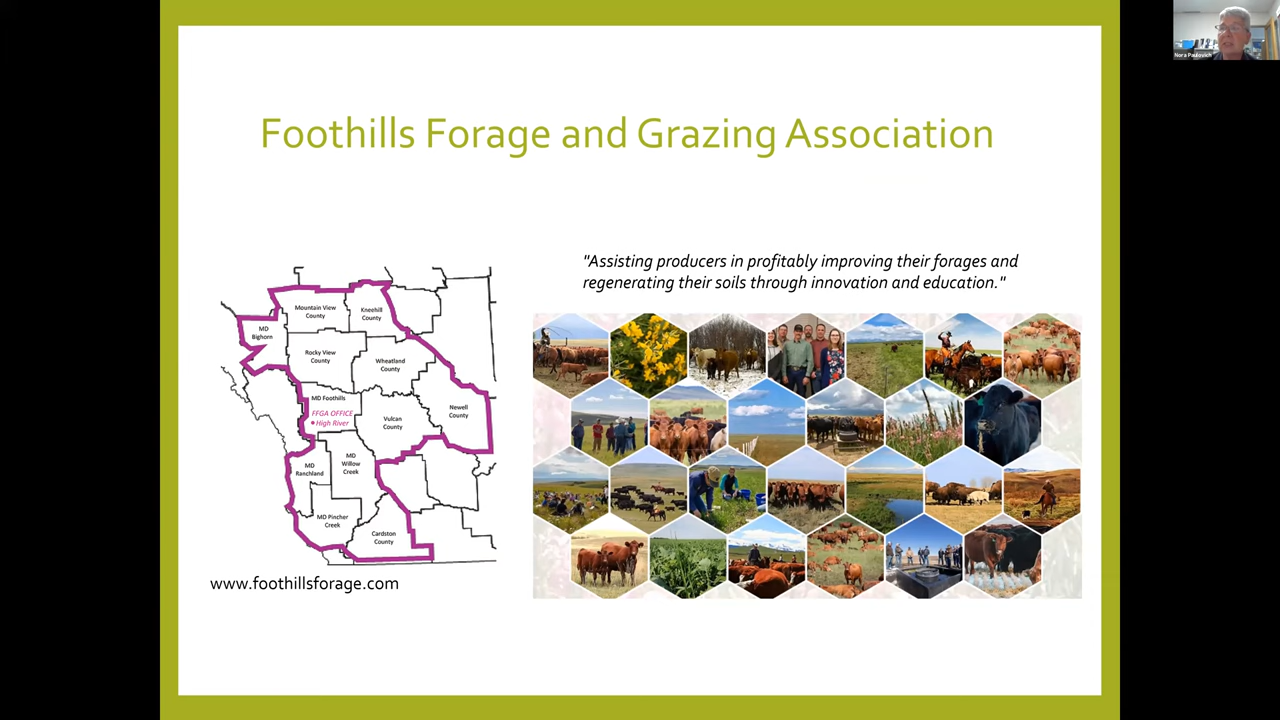 Nora Paulovich
Foothills Forage and Grazing Association
"Assisting producers in profitably improving their forages and
regenerating their soils through innovation and education."
Mountain View
County
Kneehill
County
MD
Bighorn
Rocky View
County
Wheatland
County
MD Foothills
FFGA OFFICE
High River
Vulcan
County
Newell
County
MD
Ranchland
MD
Willow
Creek
MD Pincher
Creek
Cardston
County
www.foothillsforage.com